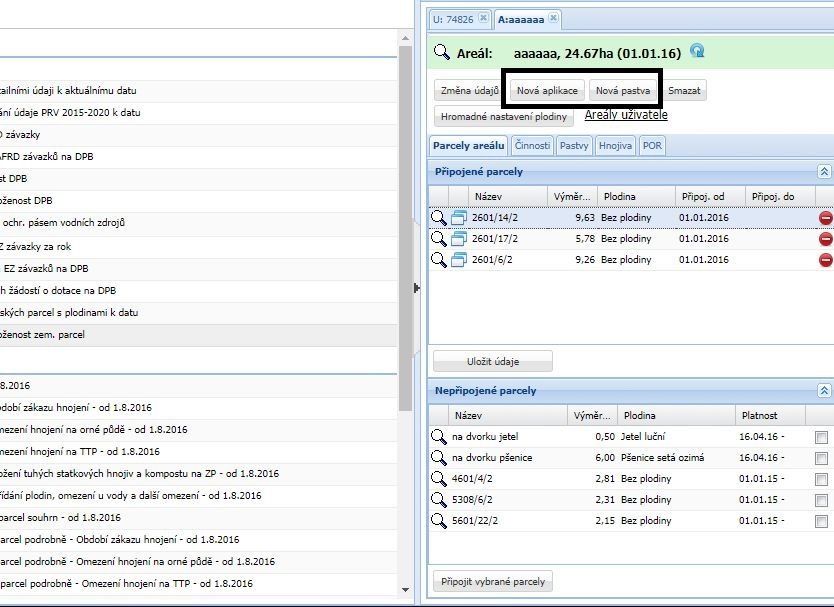 tailními údaji k aktuálnímu datu
ání údaje PRV 2015-2020 k datu
O závazky
AFRD závazků na DPB
st DPB
oženost DPB
ochr. pásem vodních zdrojů
Z závazky za rok
EZ závazků na DPB
h žádostí o dotace na DPB
ských parcel s plodinami k datu
oženost zem. parcel
8.2016
bdobí zákazu hnojení - od 1.8.2016
mezení hnojení na orné půdě - od 1.8.2016
mezení hnojení na TTP - od 1.8.2016
ožení tuhých statkových hnojiv a kompostu na ZP - od 1.8.2016
řídání plodin, omezení u vody a další omezení - od 1.8.2016
parcel souhrn - od 1.8.2016
arcel podrobně - Období zákazu hnojení - od 1.8.2016
arcel podrobně - Omezení hnojení na orné půdě - od 1.8.2016
parcel podrobně - Omezení hnojení na TTP - od 1.8.2016
U: 74826 A:aaaaaa
Areál: aaaaaa, 24.67ha (01.01.16)
Změna údajů Nová aplikace Nová pastva Smazat
Hromadné nastavení plodiny Areály uživatele
Parcely areálu Činnosti Pastvy Hnojiva POR
Připojené parcely
Název Výměr... Plodina Připoj. od Připoj. do
2601/14/2 9,63 Bez plodiny 01.01.2016
2601/17/2 5,78 Bez plodiny 01.01.2016
2601/6/2 9,26 Bez plodiny 01.01.2016
Uložit údaje
Nepřipojené parcely
Název Výměr... Plodina Platnost
na dvorku jetel 0,50 Jetel luční 16.04.16 -
na dvorku pšenice 6,00 Pšenice setá ozimá 16.04.16 -
4601/4/2 2,81 Bez plodiny 01.01.15 -
5308/6/2 2,31 Bez plodiny 01.01.15 -
5601/22/2 2,15 Bez plodiny 01.01.15 -
Připojit vybrané parcely